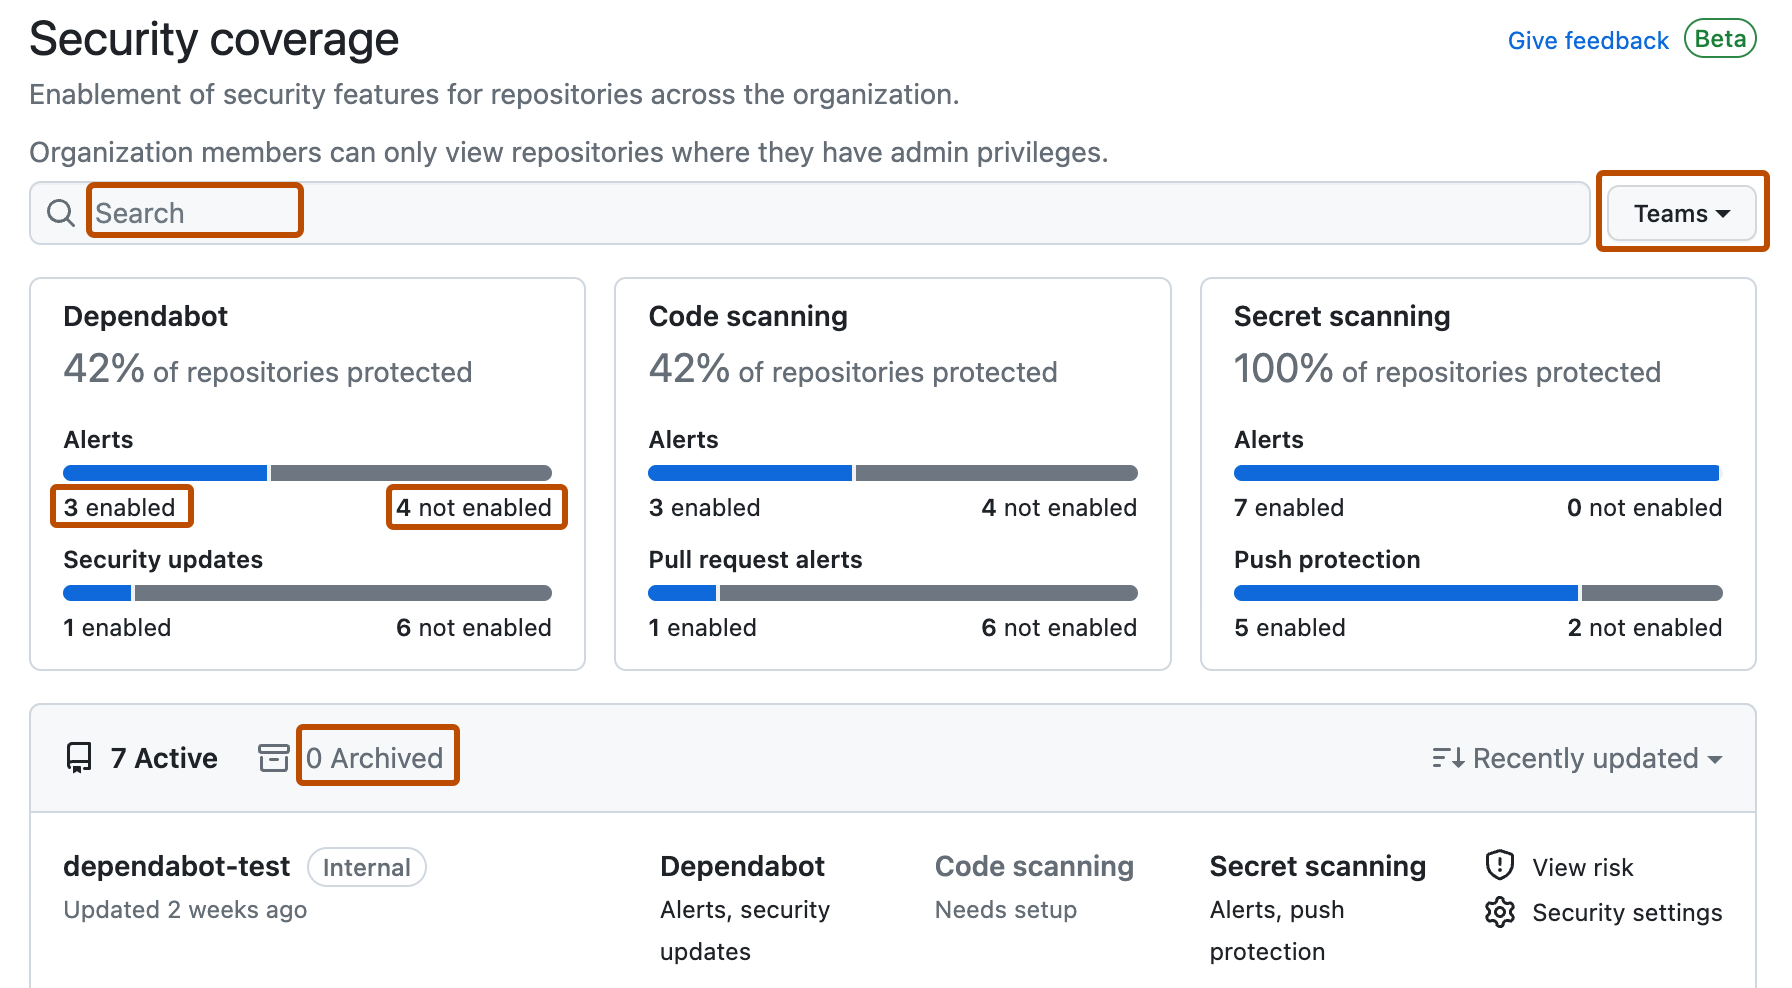 Security coverage
Give feedback Beta
Enablement of security features for repositories across the organization.
Organization members can only view repositories where they have admin privileges.
Search
Teams
Dependabot
42% of repositories protected
Alerts
3 enabled 4 not enabled
Security updates
1 enabled 6 not enabled
Code scanning
42% of repositories protected
Alerts
3 enabled 4 not enabled
Pull request alerts
1 enabled 6 not enabled
Secret scanning
100% of repositories protected
Alerts
7 enabled 0 not enabled
Push protection
5 enabled 2 not enabled
7 Active 0 Archived Recently updated
dependabot-test Internal
Updated 2 weeks ago
Dependabot
Alerts, security
updates
Code scanning
Needs setup
Secret scanning
Alerts, push
protection
View risk
Security settings